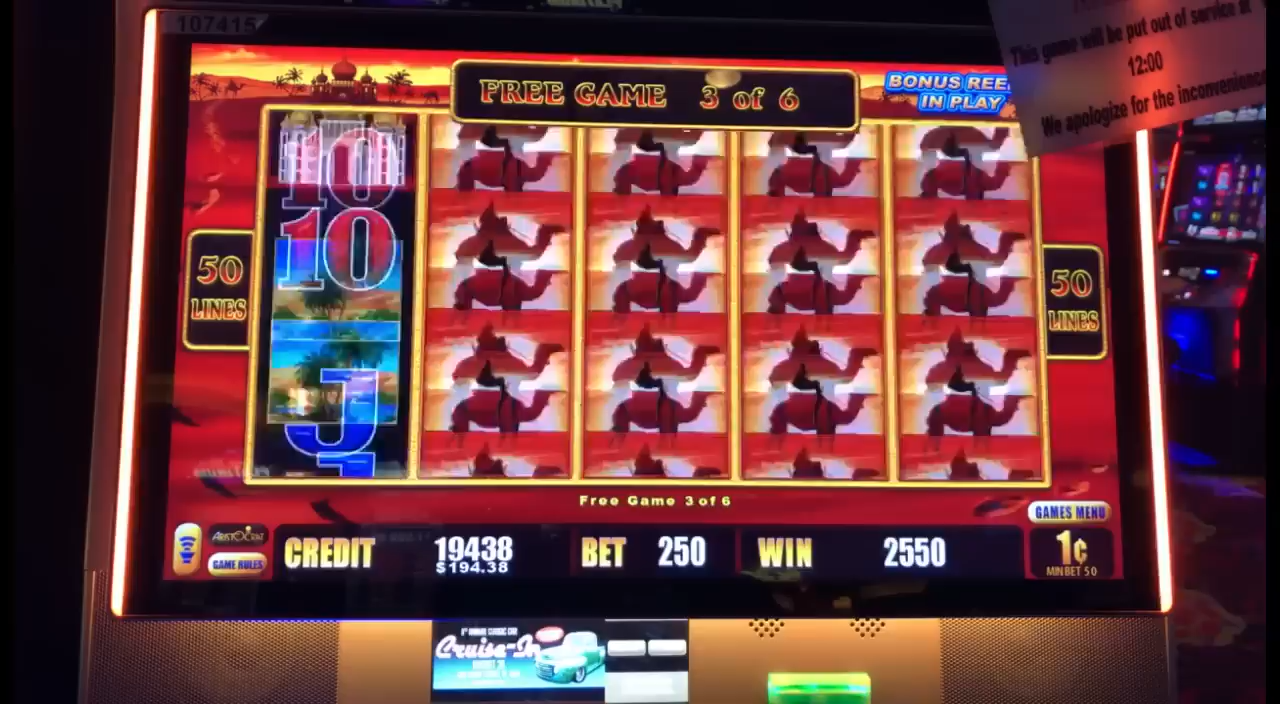 107415
This game will be put out of service at
12:00
We apologize for the inconvenience
FREE GAME 3 of 6
BONUS REE
IN PLAY
10
10
J
50
LINES
50
LINES
Free Game 3 of 6
GAMES MENU
ARISTOCRAT
GAME RULES
CREDIT 19438
$194.38
BET 250
WIN 2550
1¢
MIN BET 50
Cruise-In